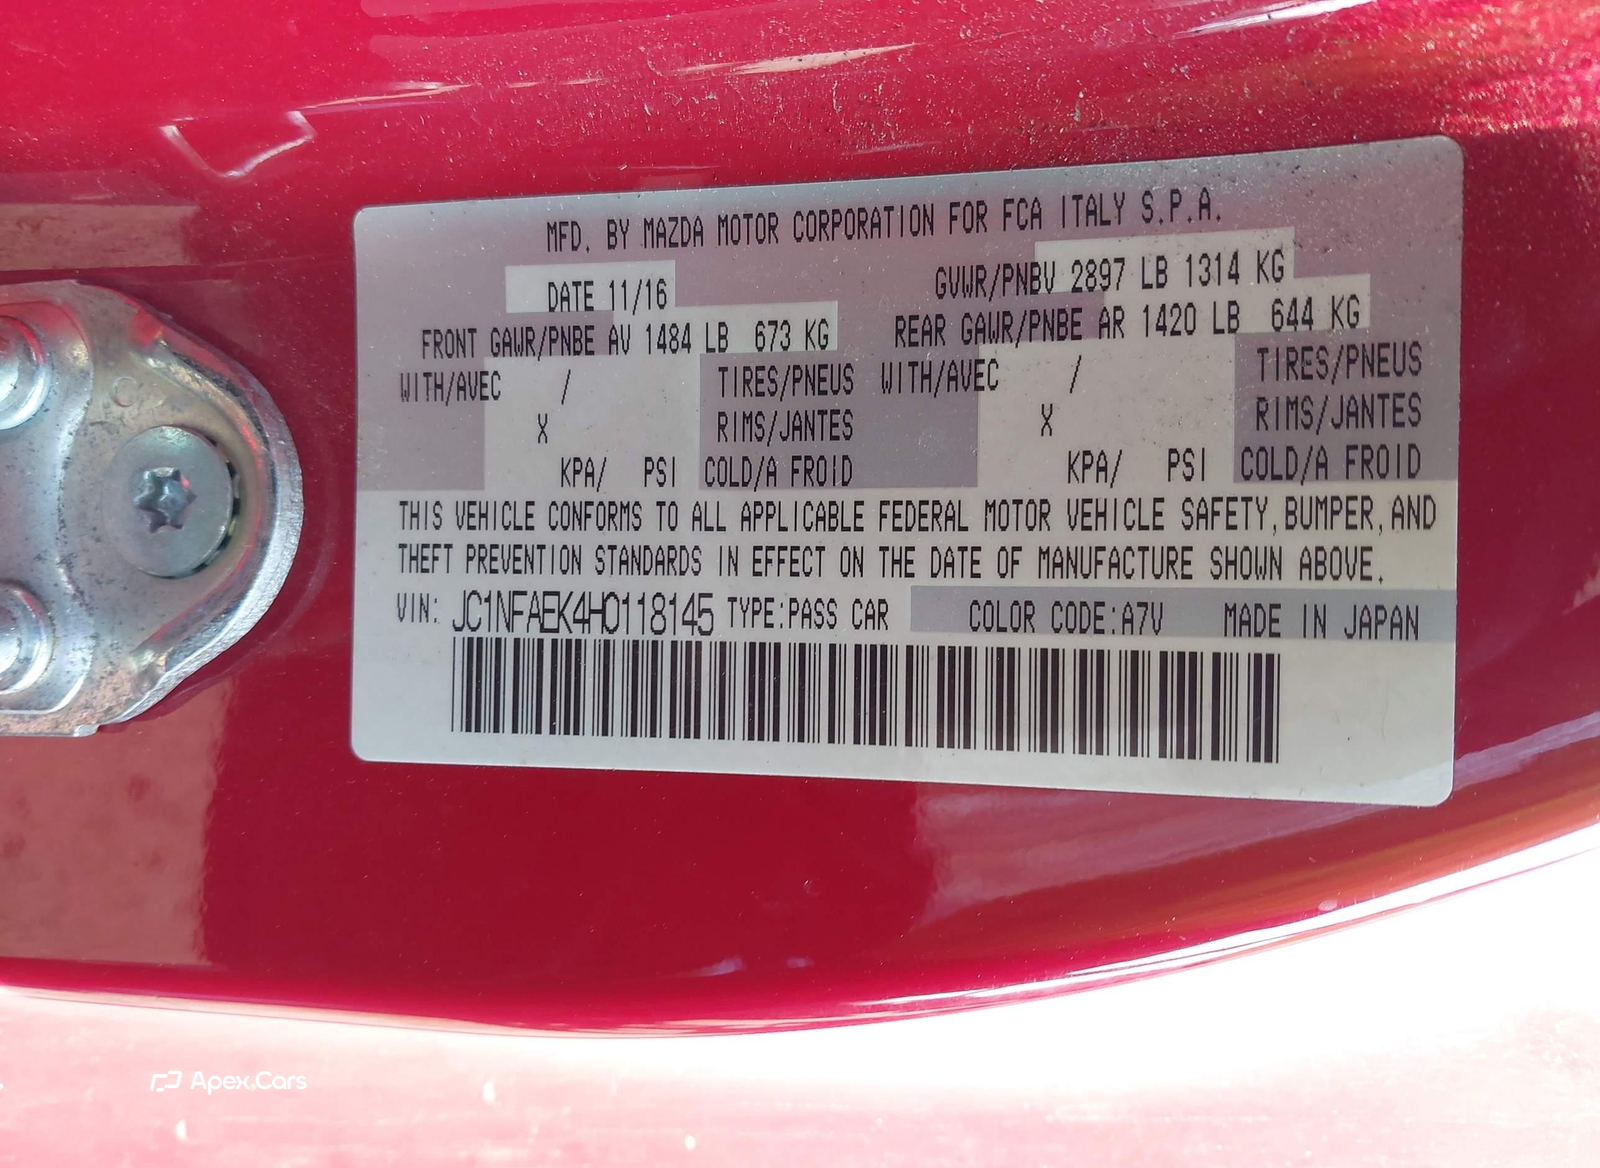 MFD. BY MAZDA MOTOR CORPORATION FOR FCA ITALY S.P.A.
DATE 11/16 GVWR/PNBV 2897 LB 1314 KG
FRONT GAWR/PNBE AV 1484 LB 673 KG REAR GAWR/PNBE AR 1420 LB 644 KG
WITH/AVEC / TIRES/PNEUS WITH/AVEC / TIRES/PNEUS
X RIMS/JANTES X RIMS/JANTES
KPA/ PSI COLD/A FROID KPA/ PSI COLD/A FROID
THIS VEHICLE CONFORMS TO ALL APPLICABLE FEDERAL MOTOR VEHICLE SAFETY, BUMPER, AND
THEFT PREVENTION STANDARDS IN EFFECT ON THE DATE OF MANUFACTURE SHOWN ABOVE.
VIN: JC1NFAEK4H0118145 TYPE:PASS CAR COLOR CODE:A7V MADE IN JAPAN
Apex.Cars